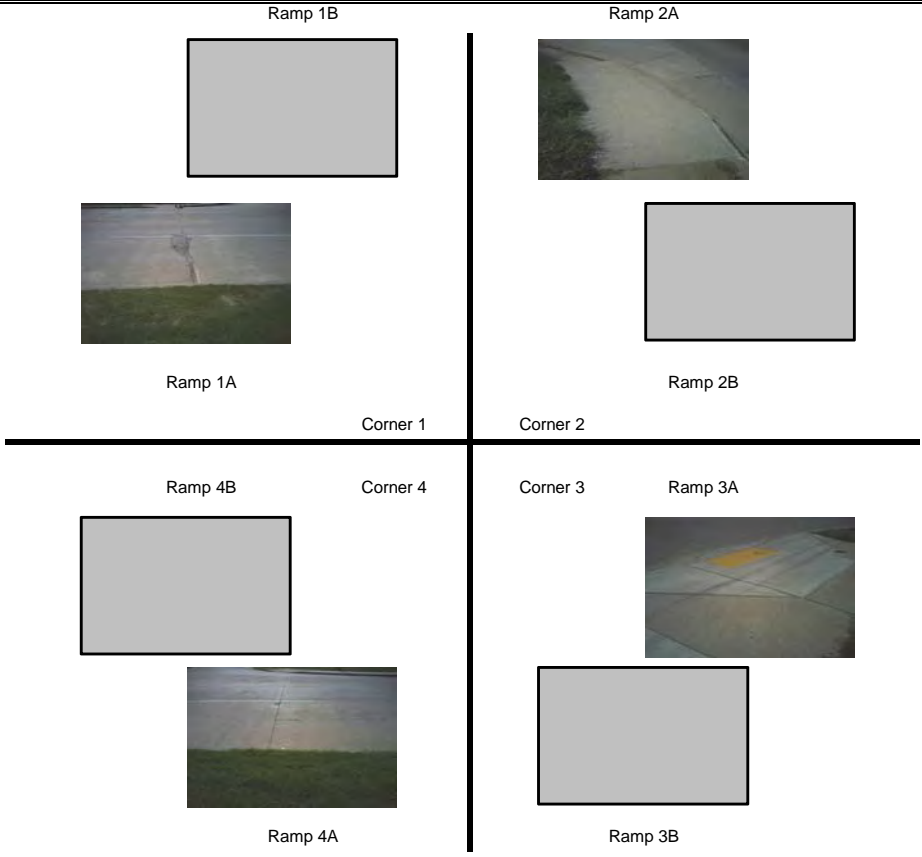 Ramp 1B Ramp 2A
Ramp 1A Ramp 2B
Corner 1 Corner 2
Ramp 4B Corner 4 Corner 3 Ramp 3A
Ramp 4A Ramp 3B